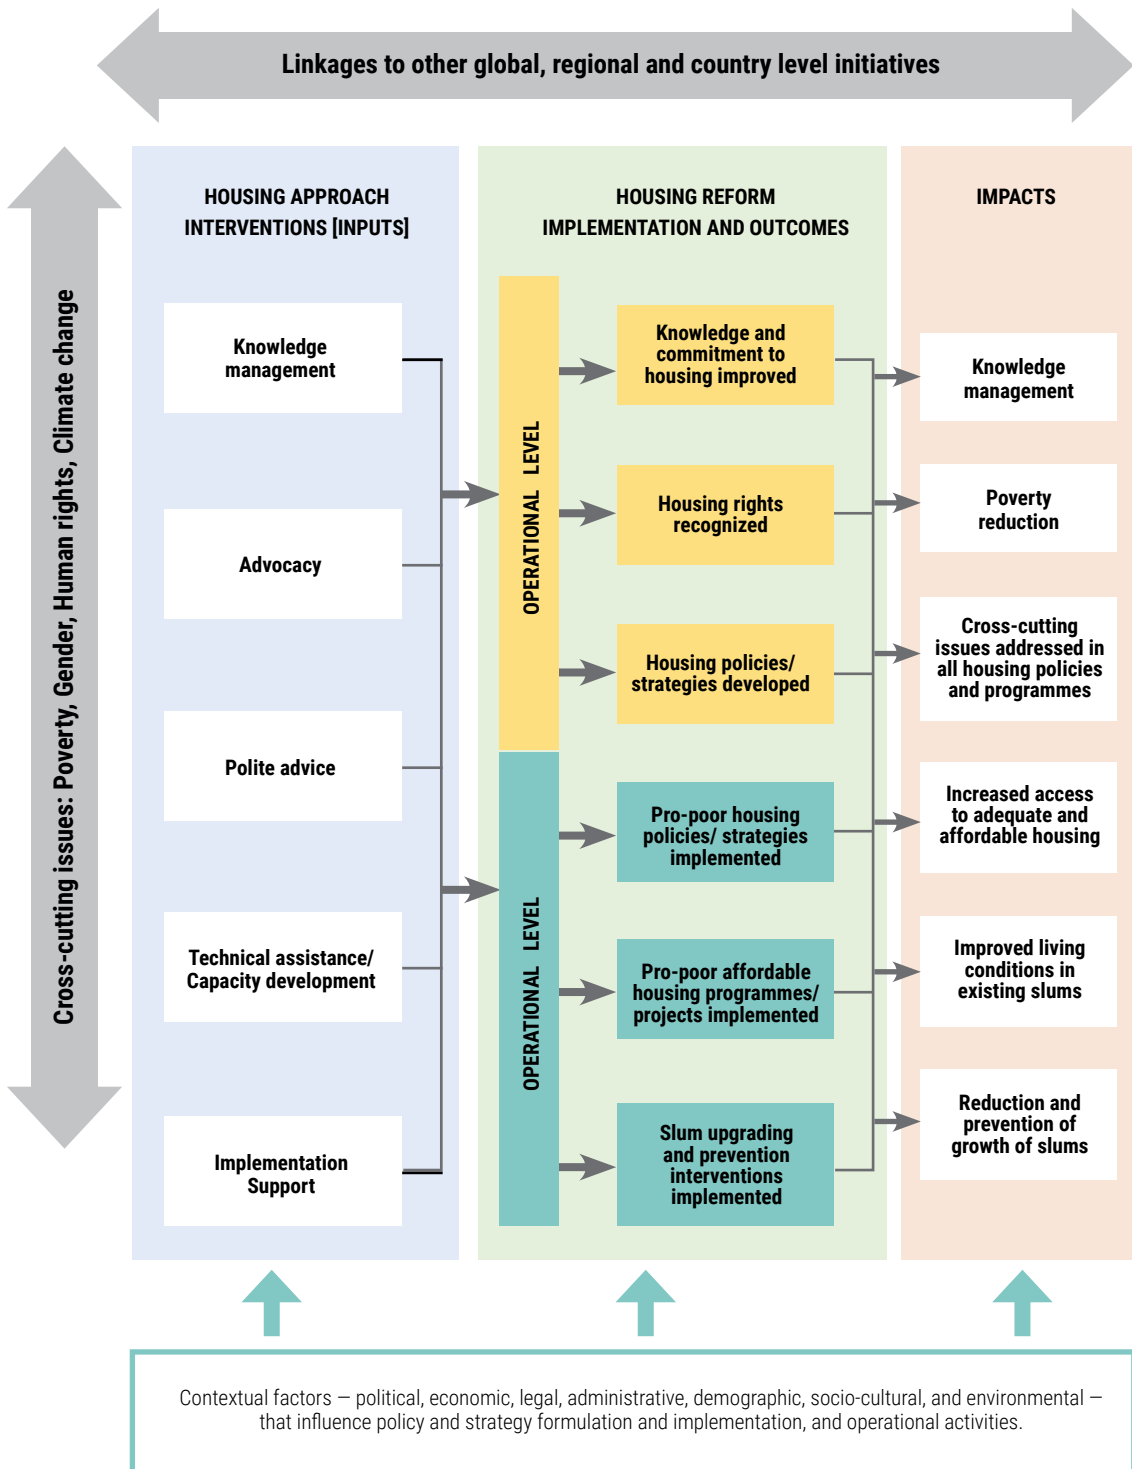 Linkages to other global, regional and country level initiatives
Cross-cutting issues: Poverty, Gender, Human rights, Climate change
HOUSING APPROACH
INTERVENTIONS [INPUTS]
Knowledge
management
Advocacy
Polite advice
Technical assistance/
Capacity development
Implementation
Support
HOUSING REFORM
IMPLEMENTATION AND OUTCOMES
OPERATIONAL LEVEL
Knowledge and
commitment to
housing improved
Housing rights
recognized
Housing policies/
strategies developed
OPERATIONAL LEVEL
Pro-poor housing
policies/ strategies
implemented
Pro-poor affordable
housing programmes/
projects implemented
Slum upgrading
and prevention
interventions
implemented
IMPACTS
Knowledge
management
Poverty
reduction
Cross-cutting
issues addressed in
all housing policies
and programmes
Increased access
to adequate and
affordable housing
Improved living
conditions in
existing slums
Reduction and
prevention of
growth of slums
Contextual factors — political, economic, legal, administrative, demographic, socio-cultural, and environmental —
that influence policy and strategy formulation and implementation, and operational activities.